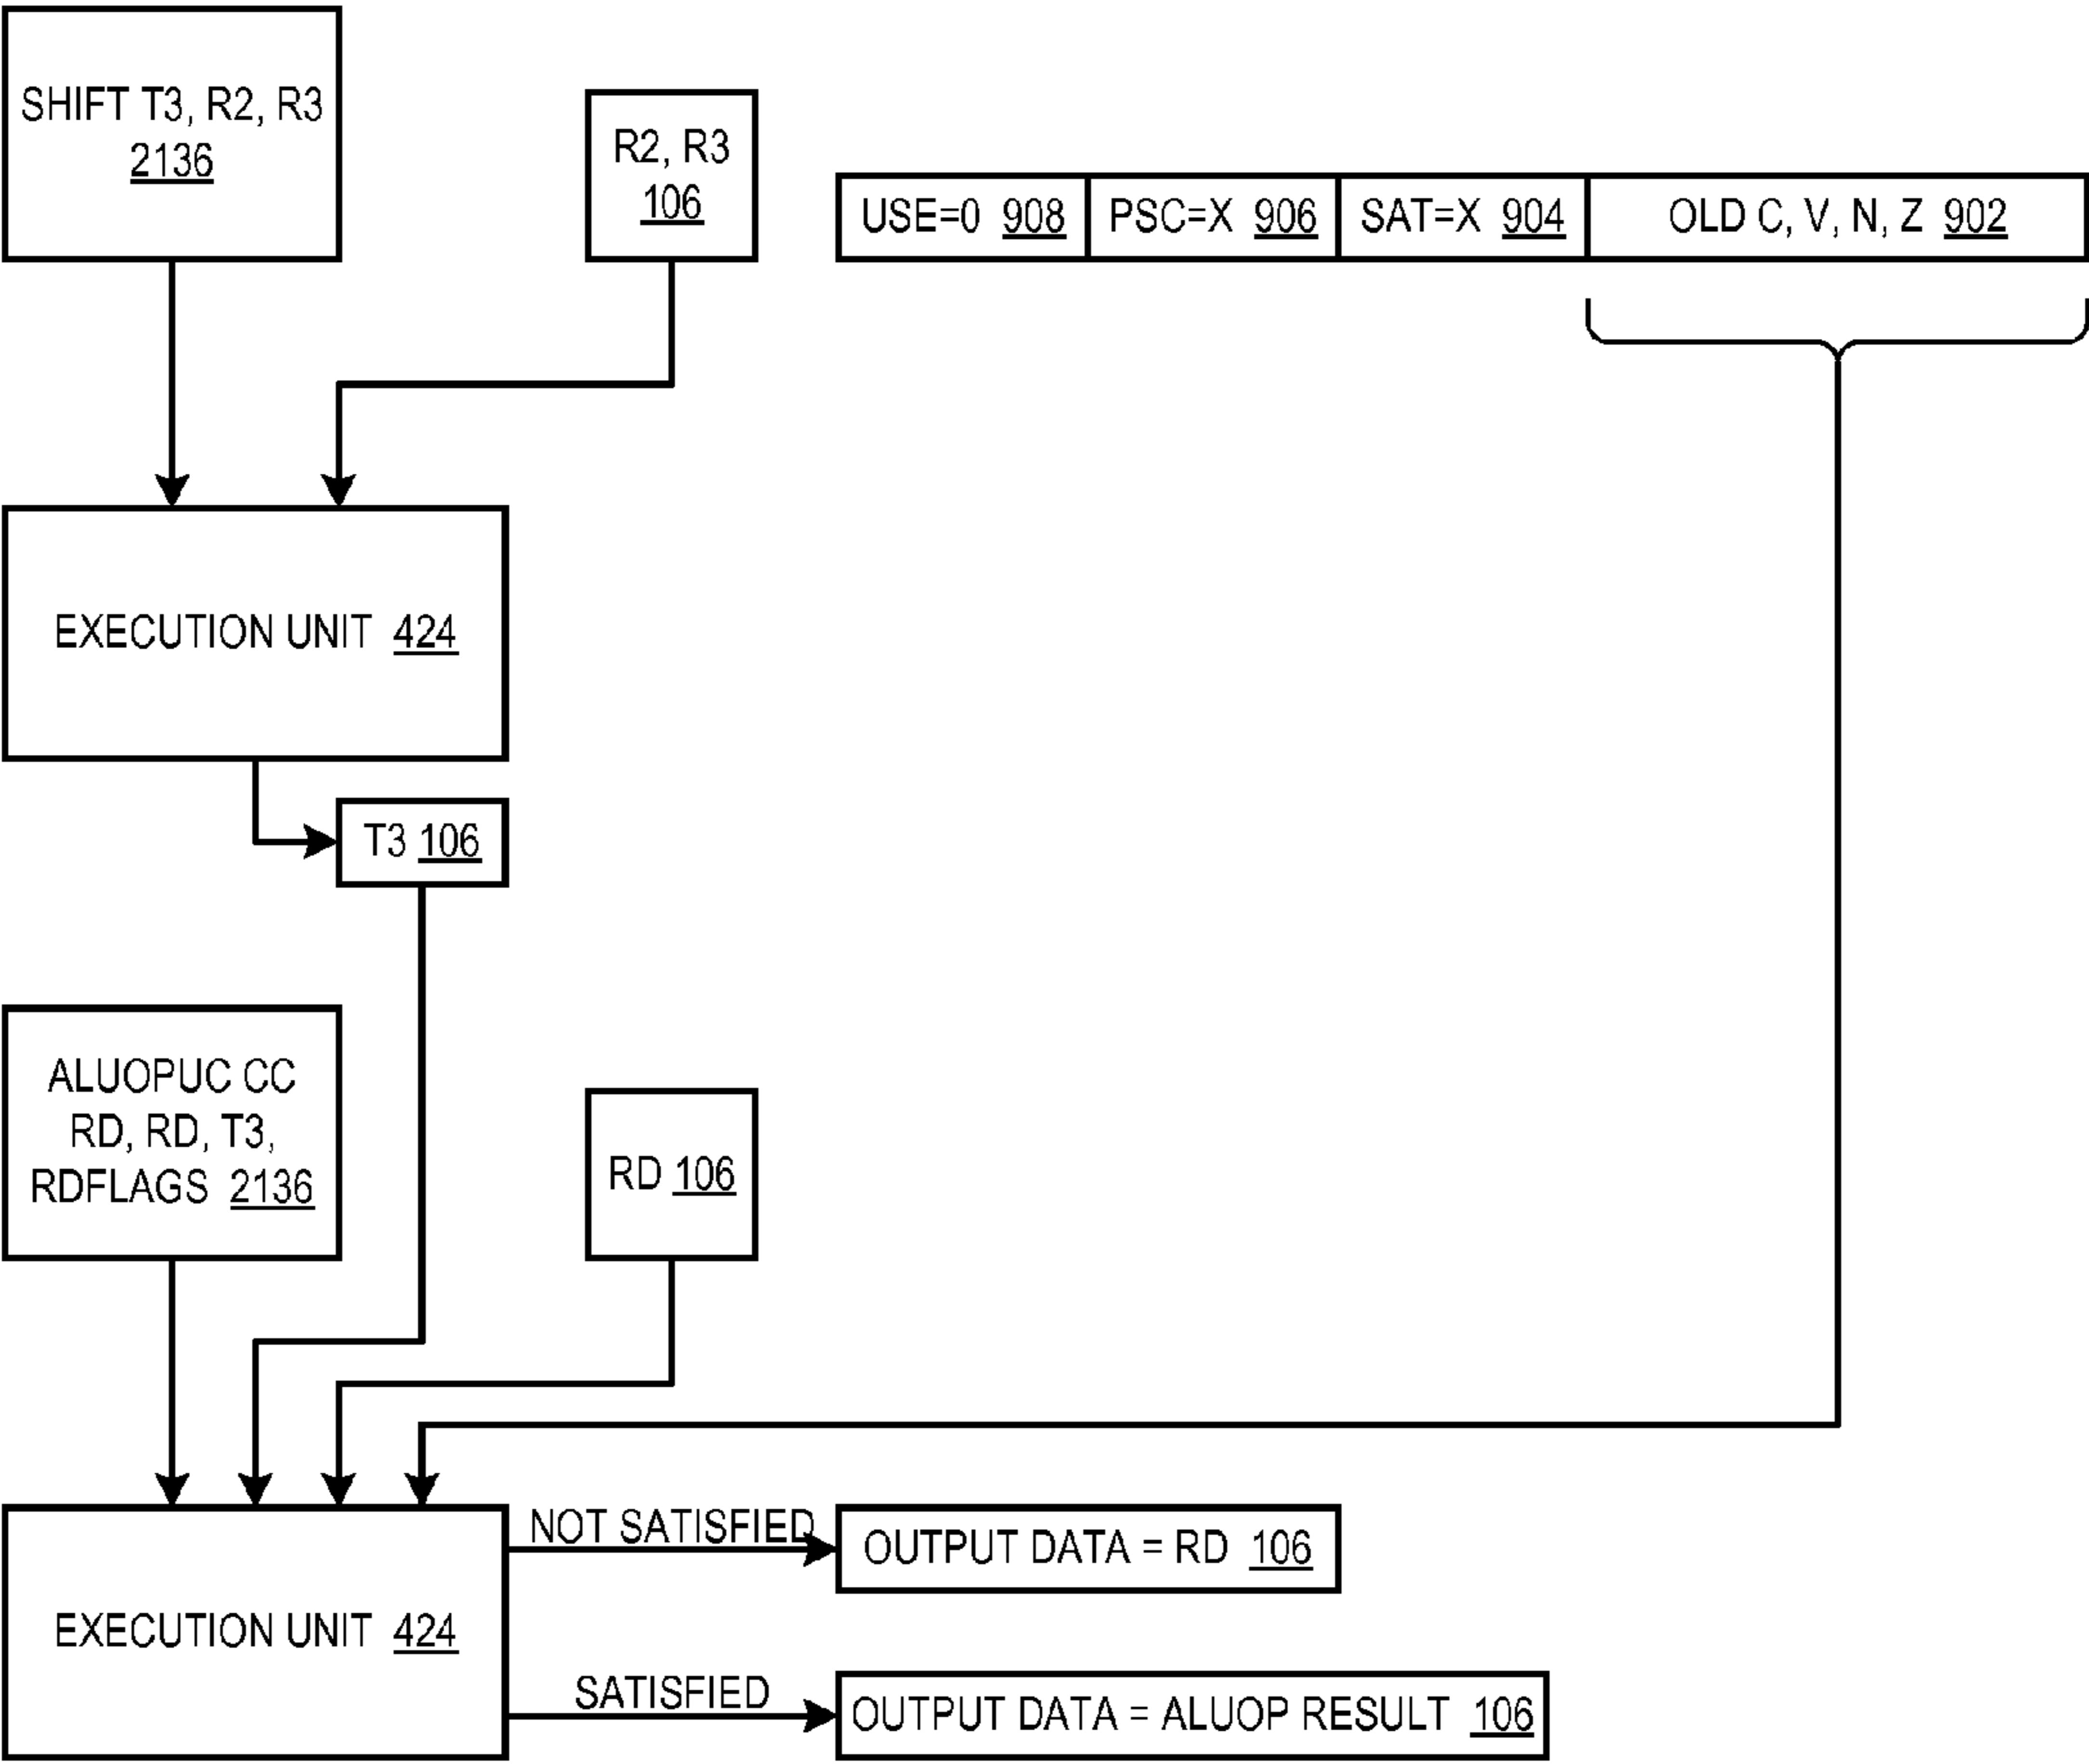 SHIFT T3, R2, R3
2136
R2, R3
106
USE=0 908
PSC=X 906
SAT=X 904
OLD C, V, N, Z 902
EXECUTION UNIT 424
T3 106
ALUOPUC CC
RD, RD, T3,
RDFLAGS 2136
RD 106
EXECUTION UNIT 424
NOT SATISFIED
OUTPUT DATA = RD 106
SATISFIED
OUTPUT DATA = ALUOP RESULT 106